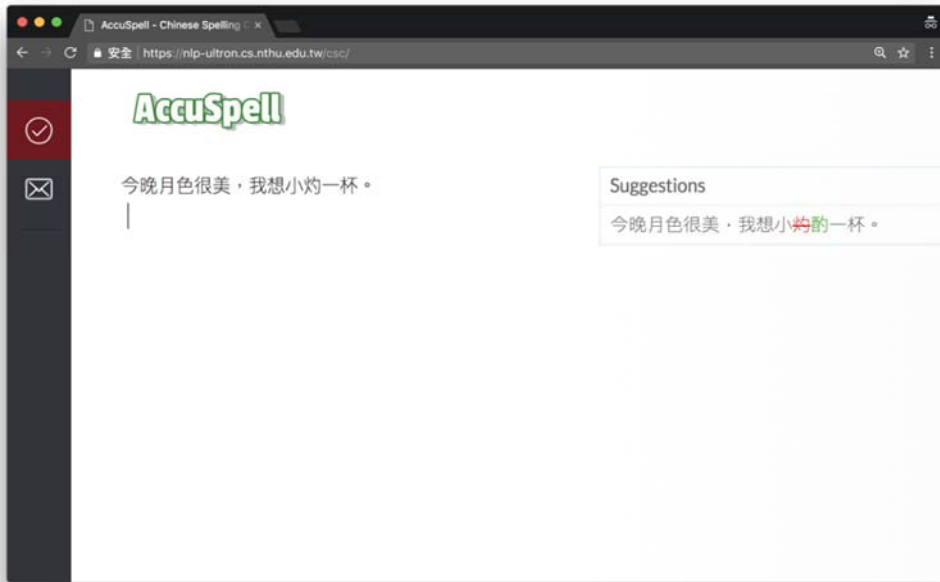 AccuSpell - Chinese Spelling C
安全 https://nlp-ultron.cs.nthu.edu.tw/csc/
AccuSpell
今晚月色很美,我想小灼一杯。
Suggestions
今晚月色很美,我想小灼酌一杯。